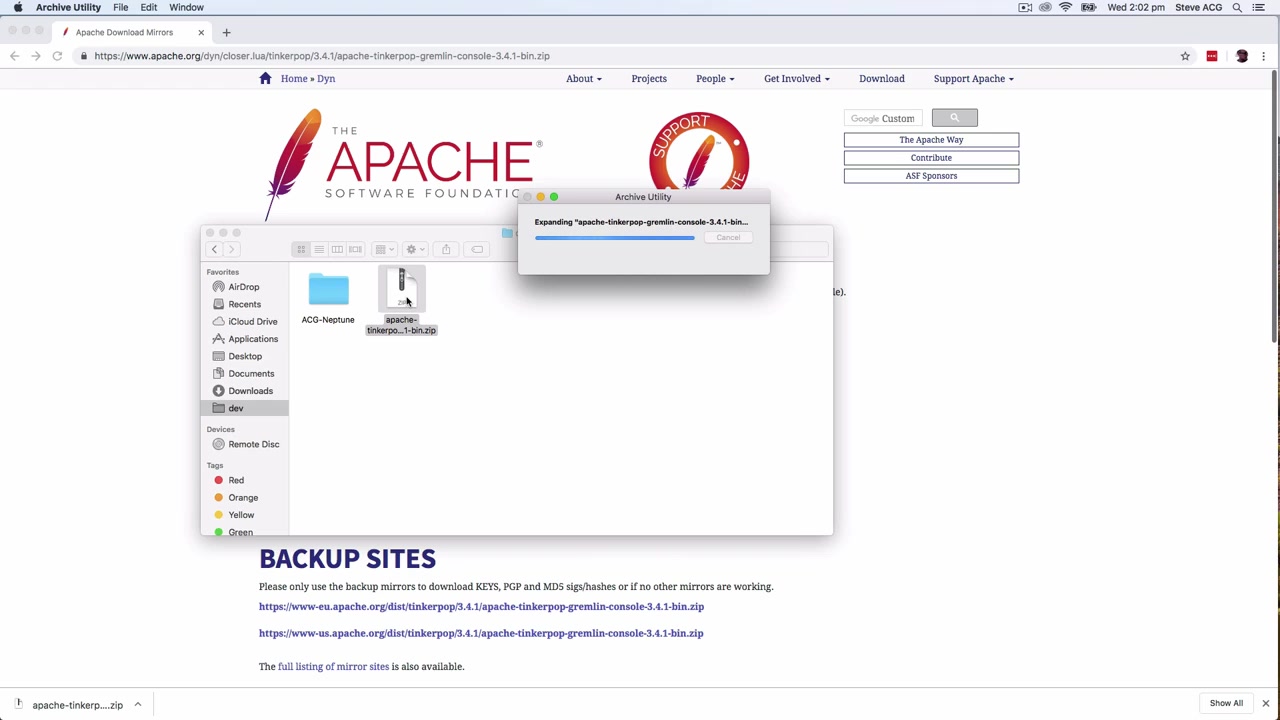 Archive Utility File Edit Window Wed 2:02 pm Steve ACG
Apache Download Mirrors
https://www.apache.org/dyn/closer.lua/tinkerpop/3.4.1/apache-tinkerpop-gremlin-console-3.4.1-bin.zip
Home » Dyn About Projects People Get Involved Download Support Apache
THE
APACHE®
SOFTWARE FOUNDATIO
SUPPORT
Google Custom
The Apache Way
Contribute
ASF Sponsors
Archive Utility
Expanding "apache-tinkerpop-gremlin-console-3.4.1-bin...
Cancel
Favorites
AirDrop
Recents
iCloud Drive
Applications
Desktop
Documents
Downloads
dev
Devices
Remote Disc
Tags
Red
Orange
Yellow
Green
ACG-Neptune
ZIP
apache-
tinkerpo...1-bin.zip
e).
BACKUP SITES
Please only use the backup mirrors to download KEYS, PGP and MD5 sigs/hashes or if no other mirrors are working.
https://www-eu.apache.org/dist/tinkerpop/3.4.1/apache-tinkerpop-gremlin-console-3.4.1-bin.zip
https://www-us.apache.org/dist/tinkerpop/3.4.1/apache-tinkerpop-gremlin-console-3.4.1-bin.zip
The full listing of mirror sites is also available.
apache-tinkerp....zip
Show All